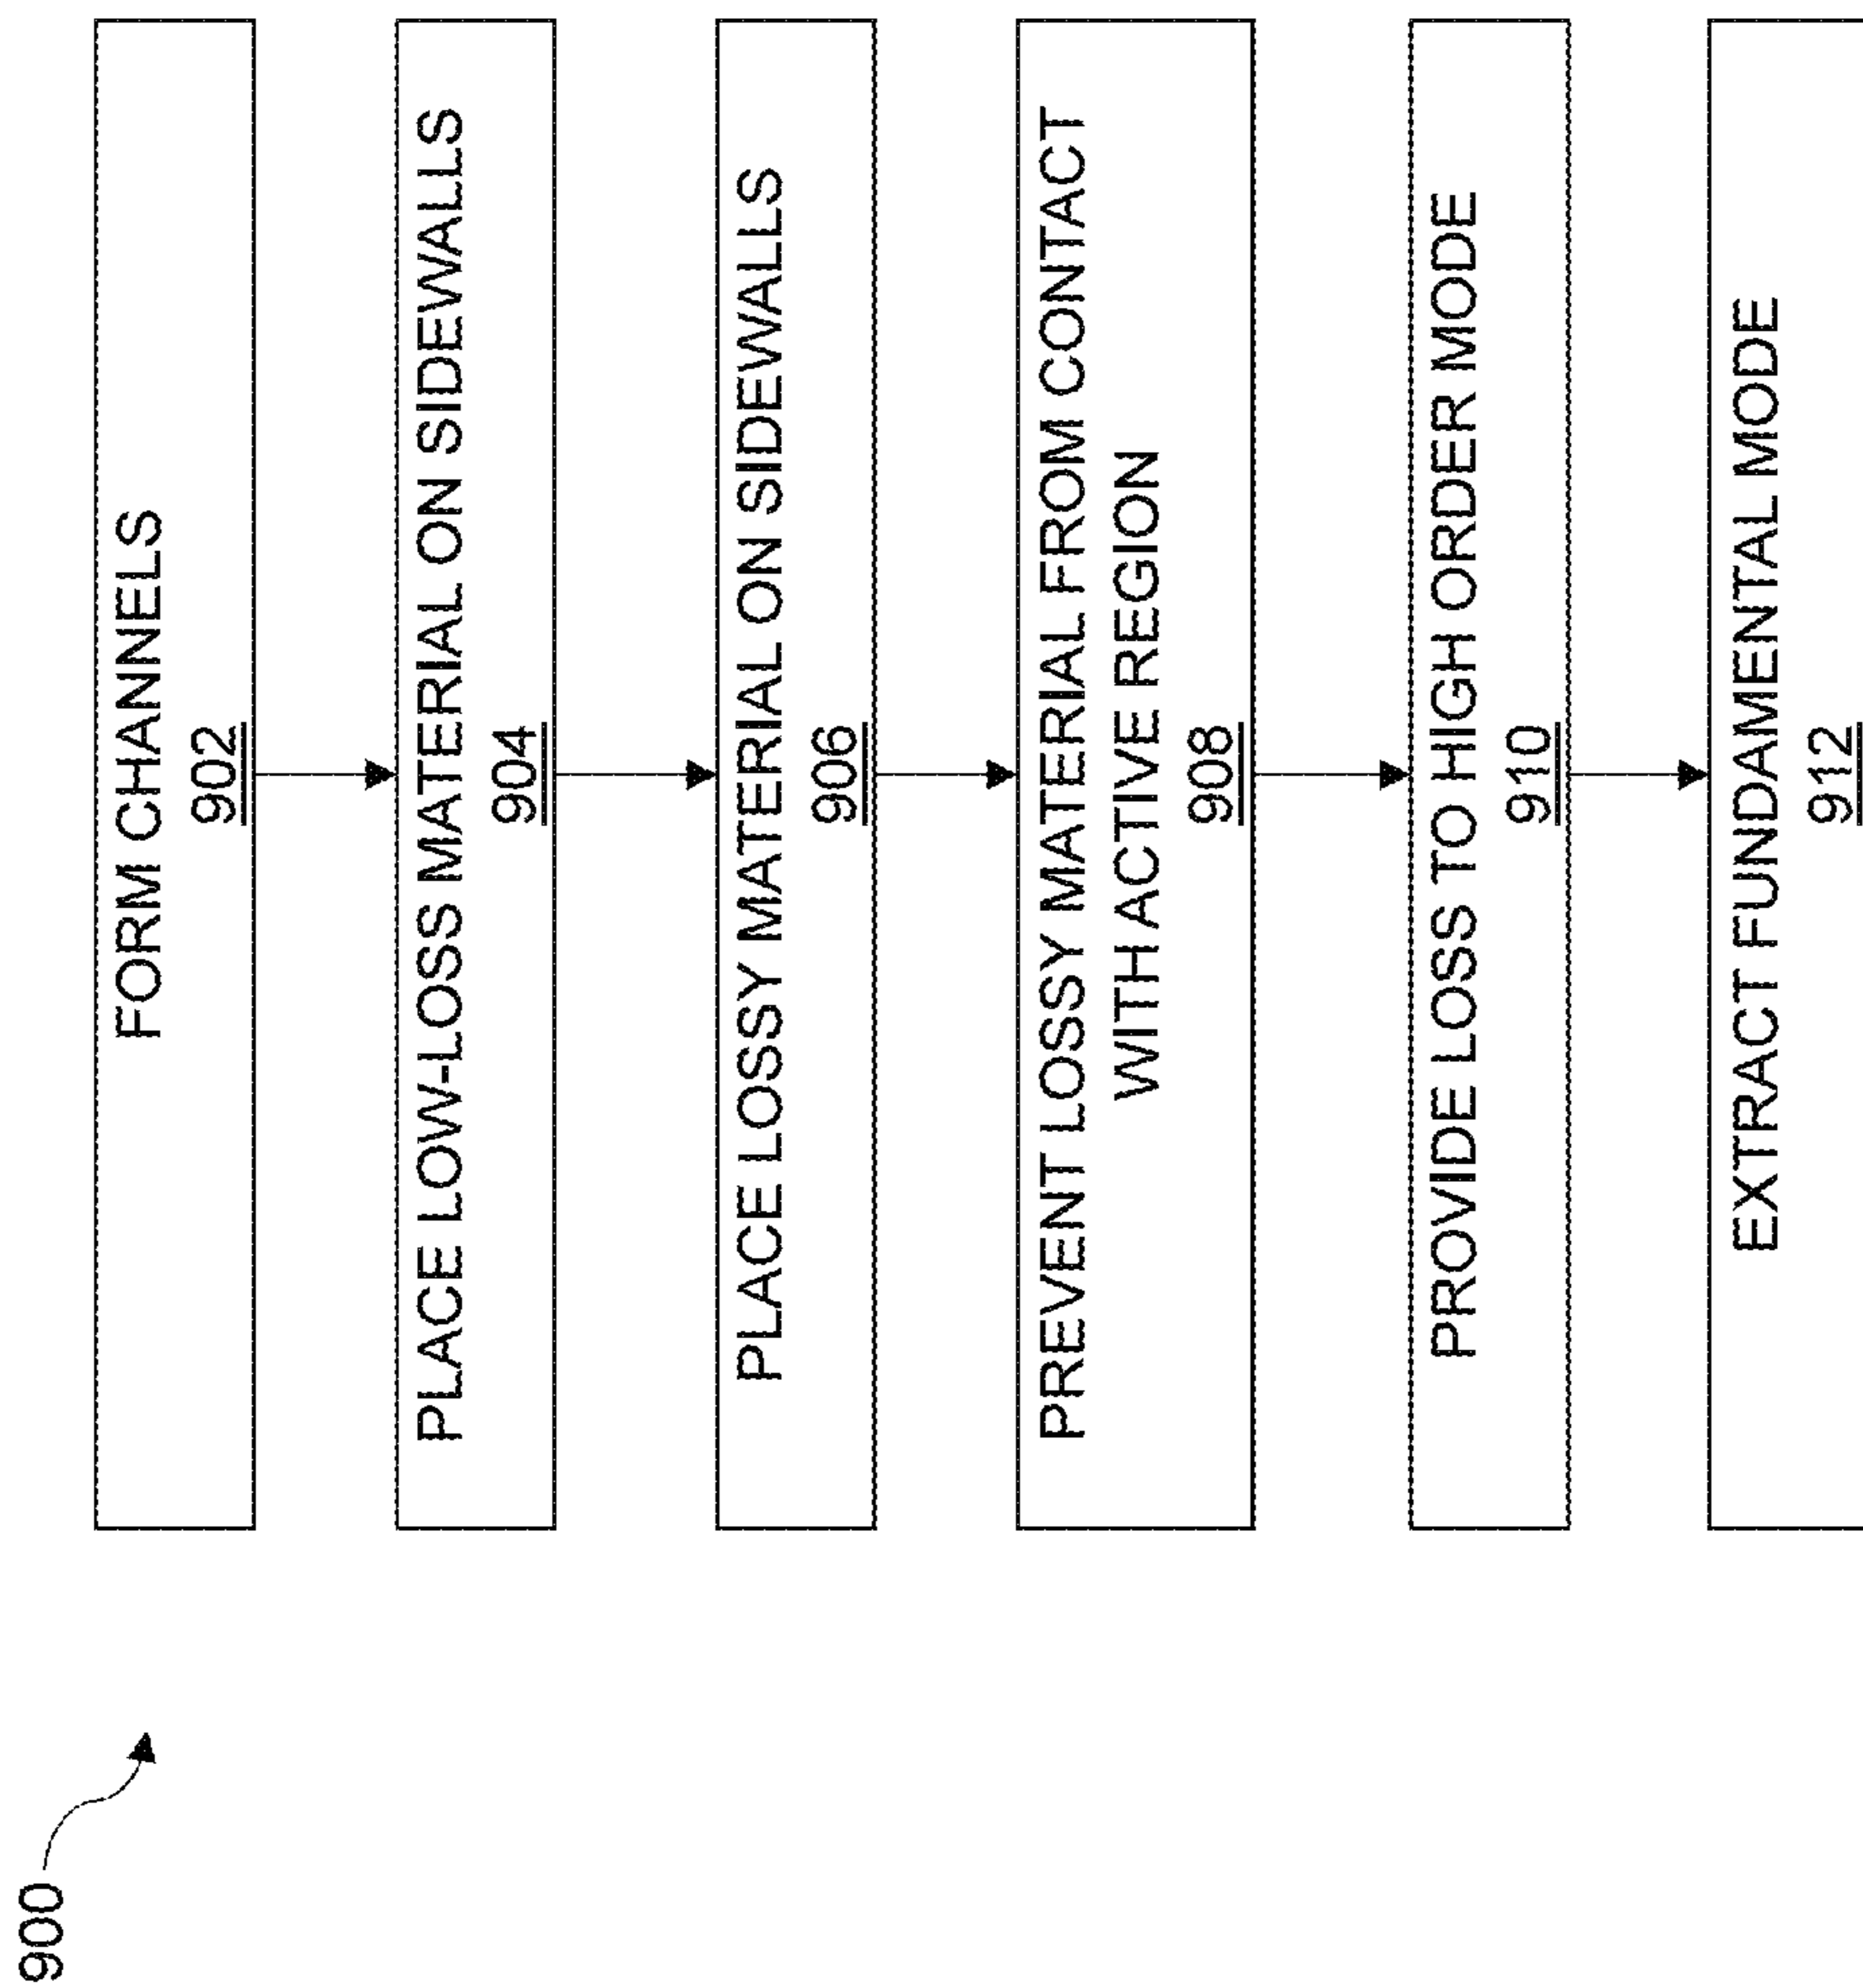 900
FORM CHANNELS
902
PLACE LOW-LOSS MATERIAL ON SIDEWALLS
904
PLACE LOSSY MATERIAL ON SIDEWALLS
906
PREVENT LOSSY MATERIAL FROM CONTACT
WITH ACTIVE REGION
908
PROVIDE LOSS TO HIGH ORDER MODE
910
EXTRACT FUNDAMENTAL MODE
912